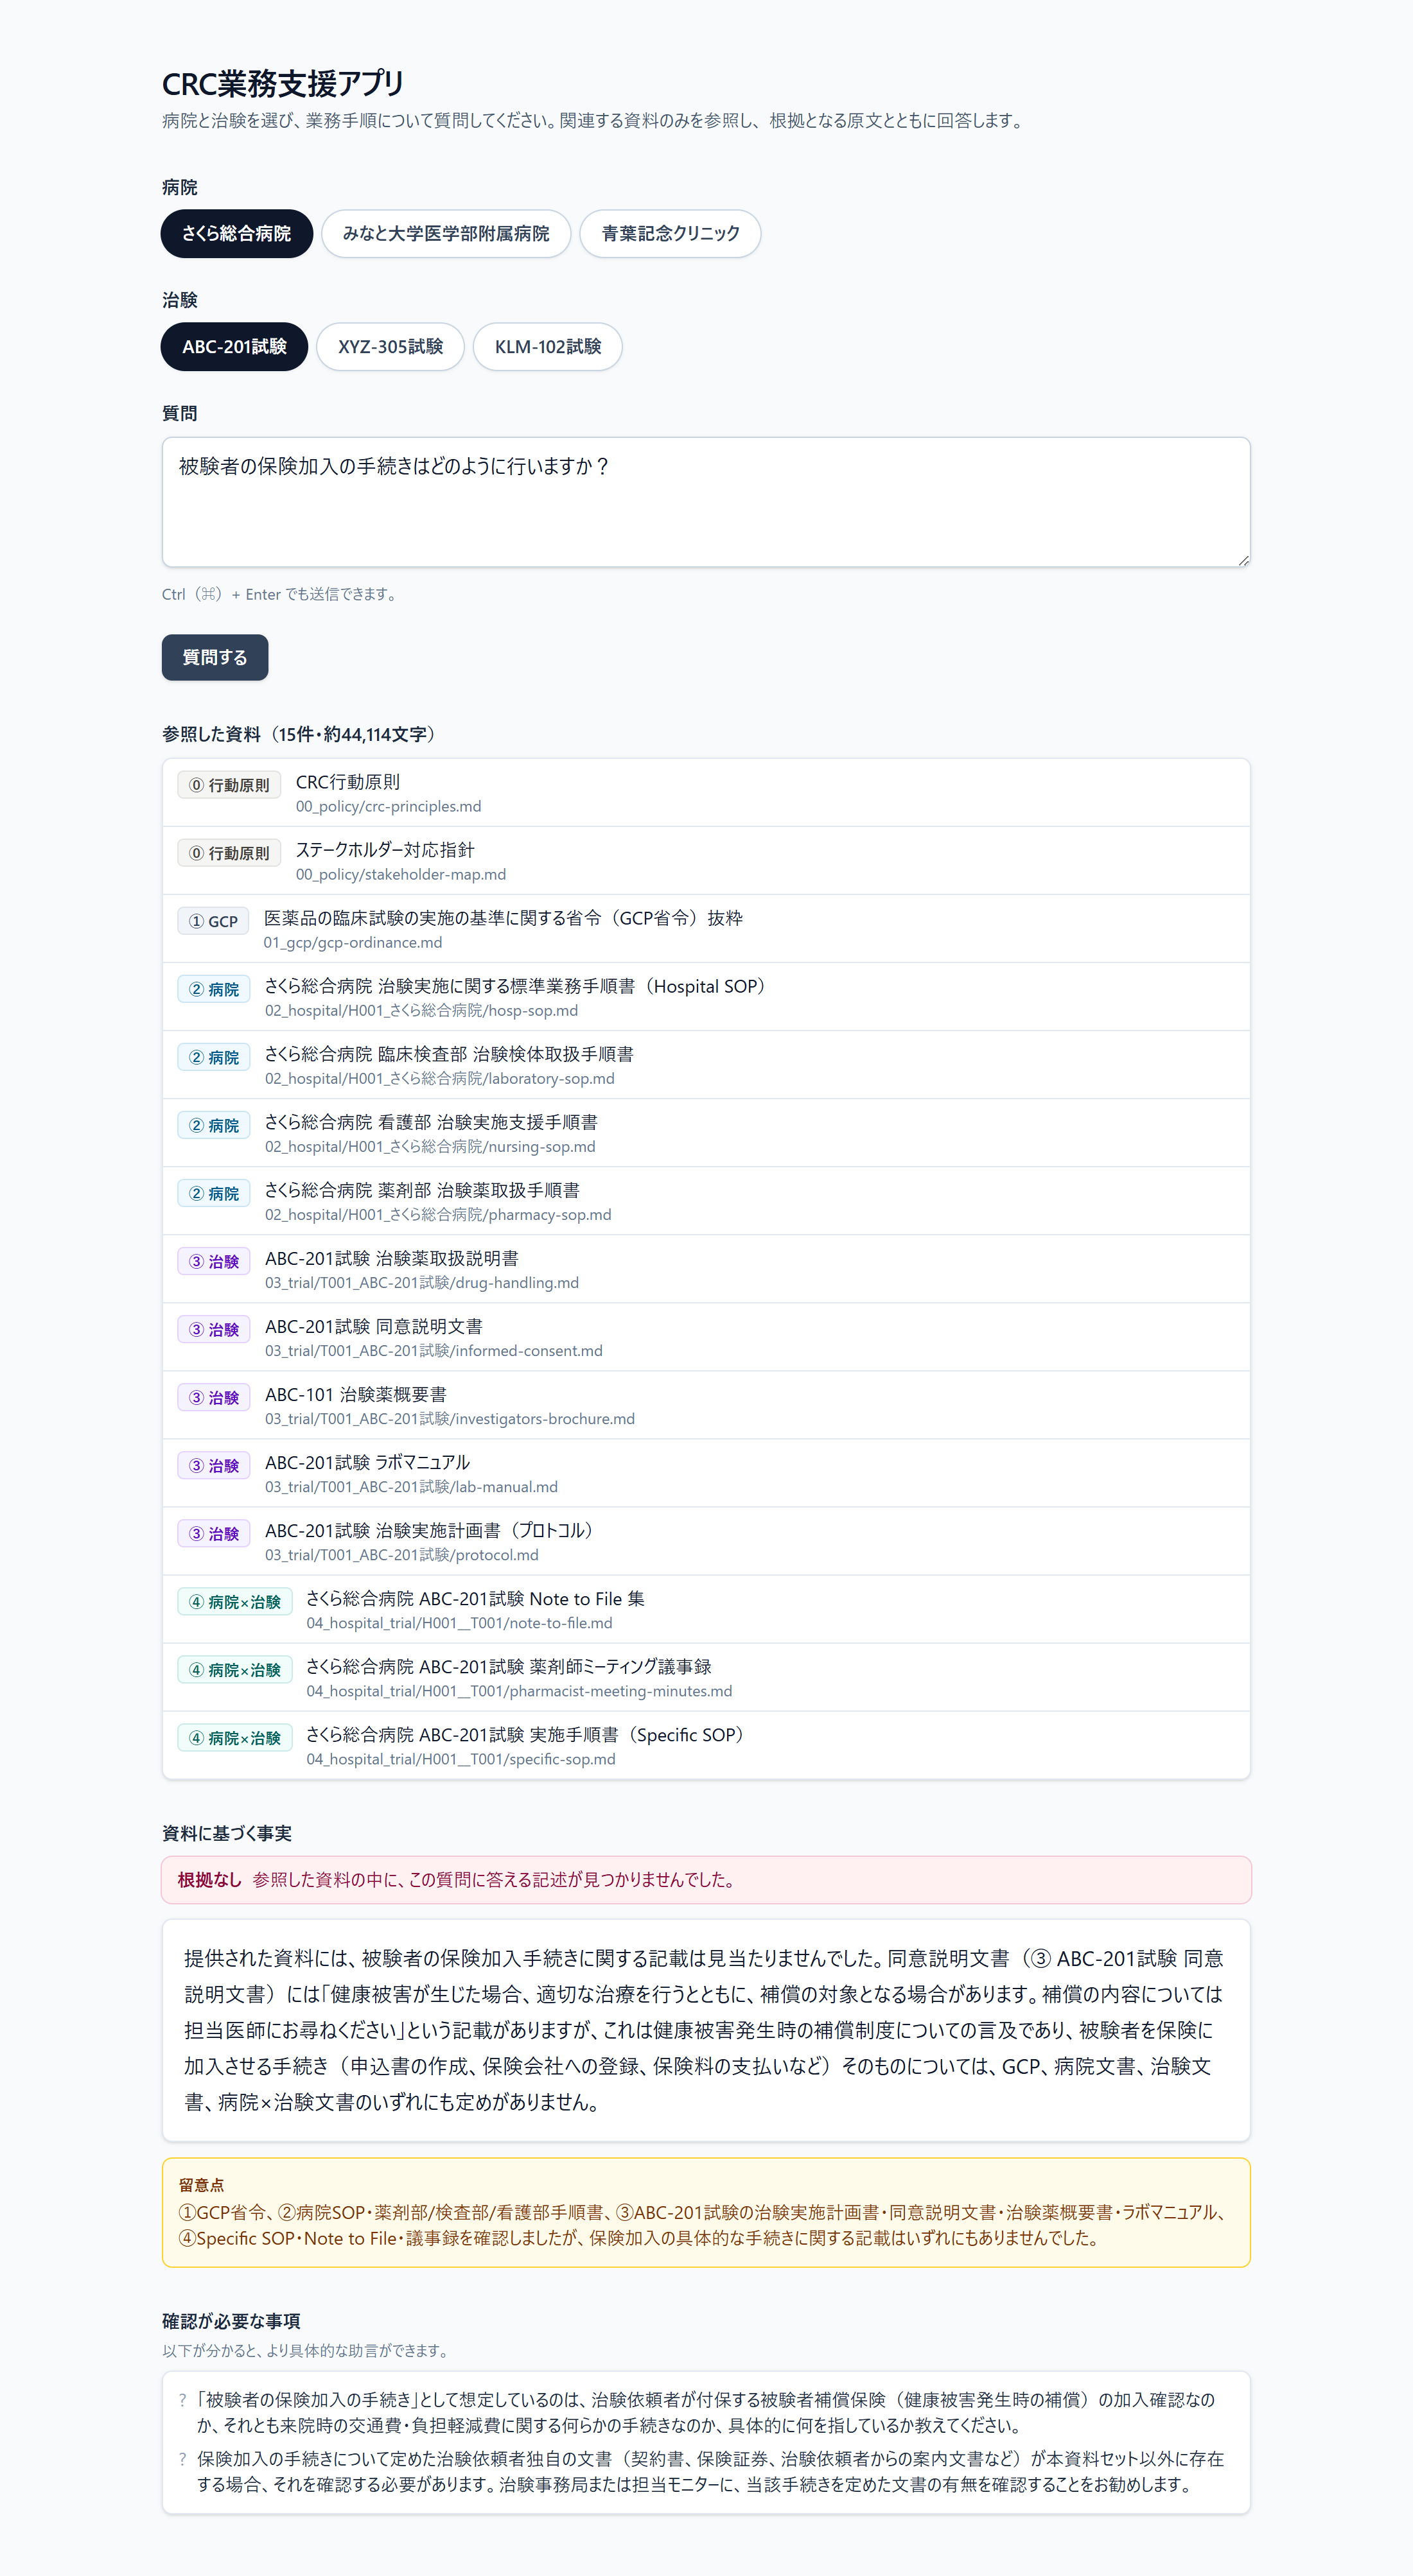 CRC業務支援アプリ
病院と治験を選び、業務手順について質問してください。関連する資料のみを参照し、根拠となる原文とともに回答します。
病院
さくら総合病院 みなと大学医学部附属病院 青葉記念クリニック
治験
ABC-201試験 XYZ-305試験 KLM-102試験
質問
被験者の保険加入の手続きはどのように行いますか？
Ctrl（⌘）+ Enter でも送信できます。
質問する
参照した資料（15件・約44,114文字）
⓪ 行動原則 CRC行動原則
00_policy/crc-principles.md
⓪ 行動原則 ステークホルダー対応指針
00_policy/stakeholder-map.md
① GCP 医薬品の臨床試験の実施の基準に関する省令（GCP省令）抜粋
01_gcp/gcp-ordinance.md
② 病院 さくら総合病院 治験実施に関する標準業務手順書（Hospital SOP）
02_hospital/H001_さくら総合病院/hosp-sop.md
② 病院 さくら総合病院 臨床検査部 治験検体取扱手順書
02_hospital/H001_さくら総合病院/laboratory-sop.md
② 病院 さくら総合病院 看護部 治験実施支援手順書
02_hospital/H001_さくら総合病院/nursing-sop.md
② 病院 さくら総合病院 薬剤部 治験薬取扱手順書
02_hospital/H001_さくら総合病院/pharmacy-sop.md
③ 治験 ABC-201試験 治験薬取扱説明書
03_trial/T001_ABC-201試験/drug-handling.md
③ 治験 ABC-201試験 同意説明文書
03_trial/T001_ABC-201試験/informed-consent.md
③ 治験 ABC-101 治験薬概要書
03_trial/T001_ABC-201試験/investigators-brochure.md
③ 治験 ABC-201試験 ラボマニュアル
03_trial/T001_ABC-201試験/lab-manual.md
③ 治験 ABC-201試験 治験実施計画書（プロトコル）
03_trial/T001_ABC-201試験/protocol.md
④ 病院×治験 さくら総合病院 ABC-201試験 Note to File 集
04_hospital_trial/H001__T001/note-to-file.md
④ 病院×治験 さくら総合病院 ABC-201試験 薬剤師ミーティング議事録
04_hospital_trial/H001__T001/pharmacist-meeting-minutes.md
④ 病院×治験 さくら総合病院 ABC-201試験 実施手順書（Specific SOP）
04_hospital_trial/H001__T001/specific-sop.md
資料に基づく事実
根拠なし 参照した資料の中に、この質問に答える記述が見つかりませんでした。
提供された資料には、被験者の保険加入手続きに関する記載は見当たりませんでした。同意説明文書（③ ABC-201試験 同意
説明文書）には「健康被害が生じた場合、適切な治療を行うとともに、補償の対象となる場合があります。補償の内容については
担当医師にお尋ねください」という記載がありますが、これは健康被害発生時の補償制度についての言及であり、被験者を保険に
加入させる手続き（申込書の作成、保険会社への登録、保険料の支払いなど）そのものについては、GCP、病院文書、治験文
書、病院×治験文書のいずれにも定めがありません。
留意点
①GCP省令、②病院SOP・薬剤部/検査部/看護部手順書、③ABC-201試験の治験実施計画書・同意説明文書・治験薬概要書・ラボマニュアル、
④Specific SOP・Note to File・議事録を確認しましたが、保険加入の具体的な手続きに関する記載はいずれにもありませんでした。
確認が必要な事項
以下が分かると、より具体的な助言ができます。
? 「被験者の保険加入の手続き」として想定しているのは、治験依頼者が付保する被験者補償保険（健康被害発生時の補償）の加入確認なの
か、それとも来院時の交通費・負担軽減費に関する何らかの手続きなのか、具体的に何を指しているか教えてください。
? 保険加入の手続きについて定めた治験依頼者独自の文書（契約書、保険証券、治験依頼者からの案内文書など）が本資料セット以外に存在
する場合、それを確認する必要があります。治験事務局または担当モニターに、当該手続きを定めた文書の有無を確認することをお勧めします。